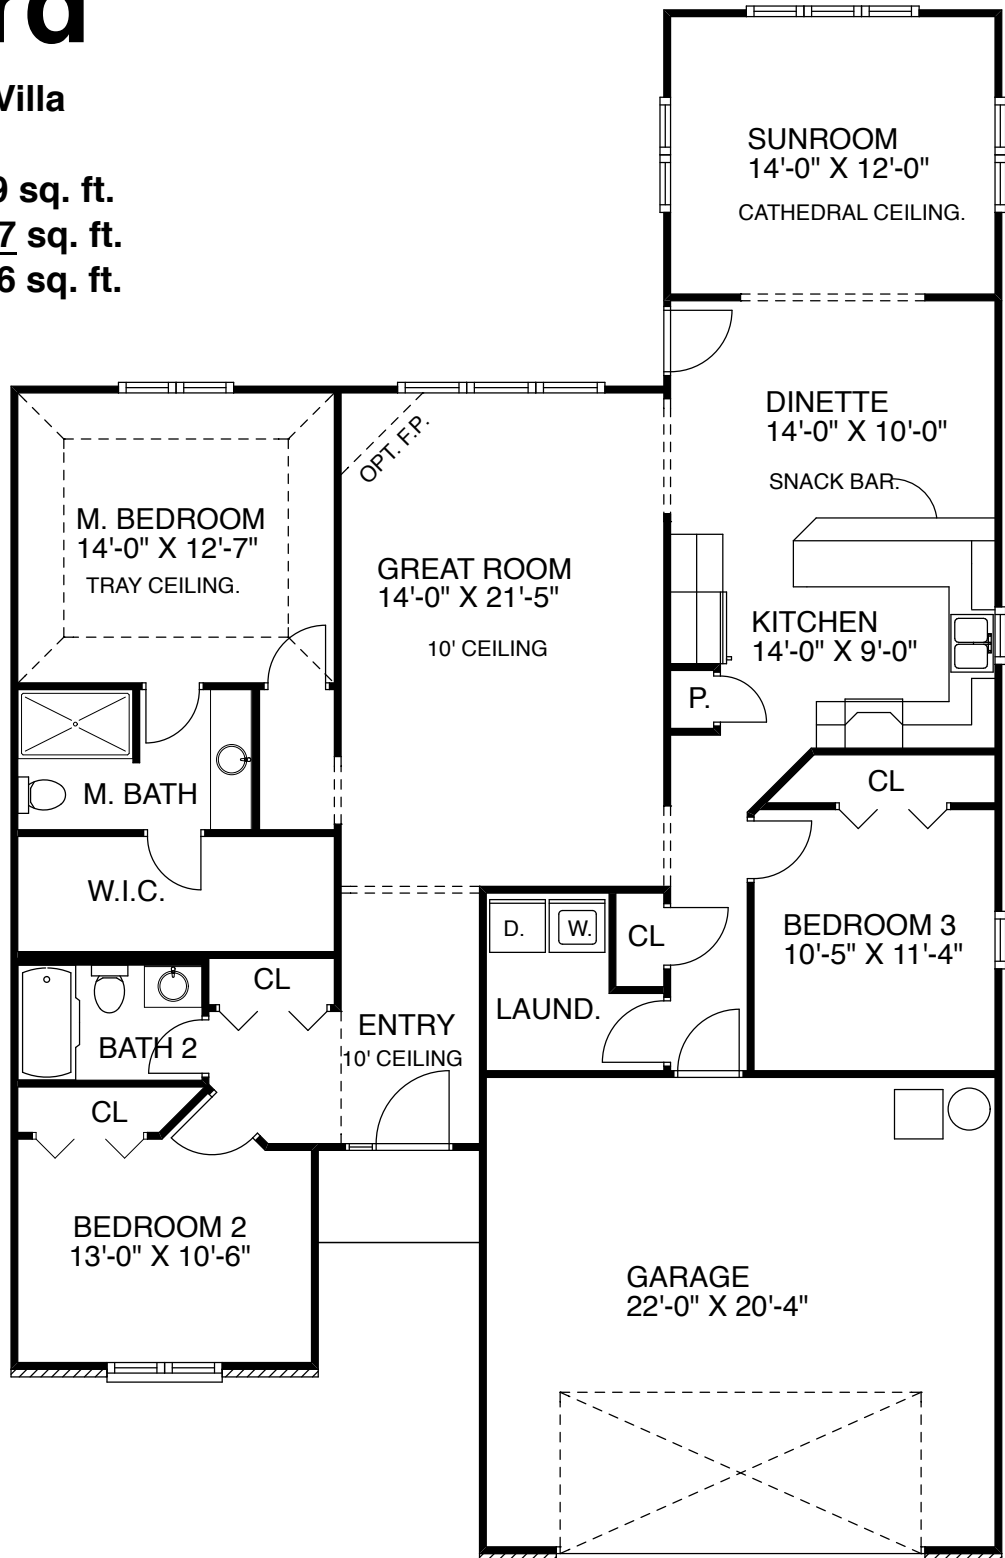 rd
Villa
9 sq. ft.
7 sq. ft.
6 sq. ft.
SUNROOM
14'-0" X 12'-0"
CATHEDRAL CEILING.
DINETTE
14'-0" X 10'-0"
SNACK BAR.
OPT. F.P.
M. BEDROOM
14'-0" X 12'-7"
TRAY CEILING.
GREAT ROOM
14'-0" X 21'-5"
10' CEILING
KITCHEN
14'-0" X 9'-0"
P.
M. BATH
CL
W.I.C.
D.
W.
CL
BEDROOM 3
10'-5" X 11'-4"
CL
LAUND.
ENTRY
10' CEILING
BATH 2
CL
BEDROOM 2
13'-0" X 10'-6"
GARAGE
22'-0" X 20'-4"